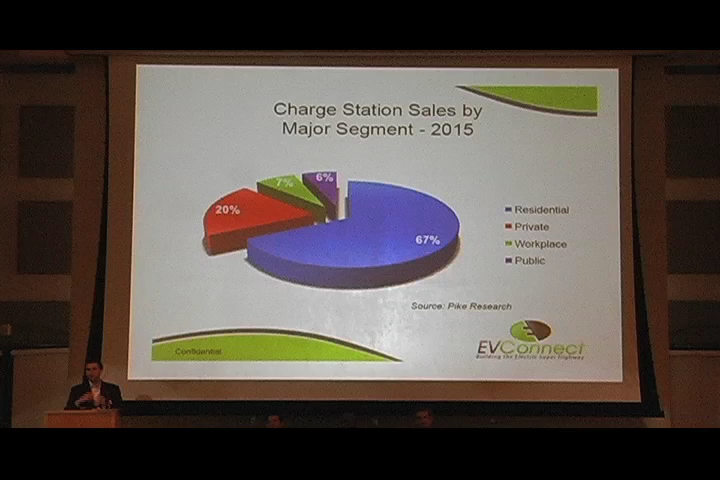 Charge Station Sales by
Major Segment - 2015
6%
7%
20%
67%
Residential
Private
Workplace
Public
Source: Pike Research
EVConnect
Building the Electric Super Highway
Confidential